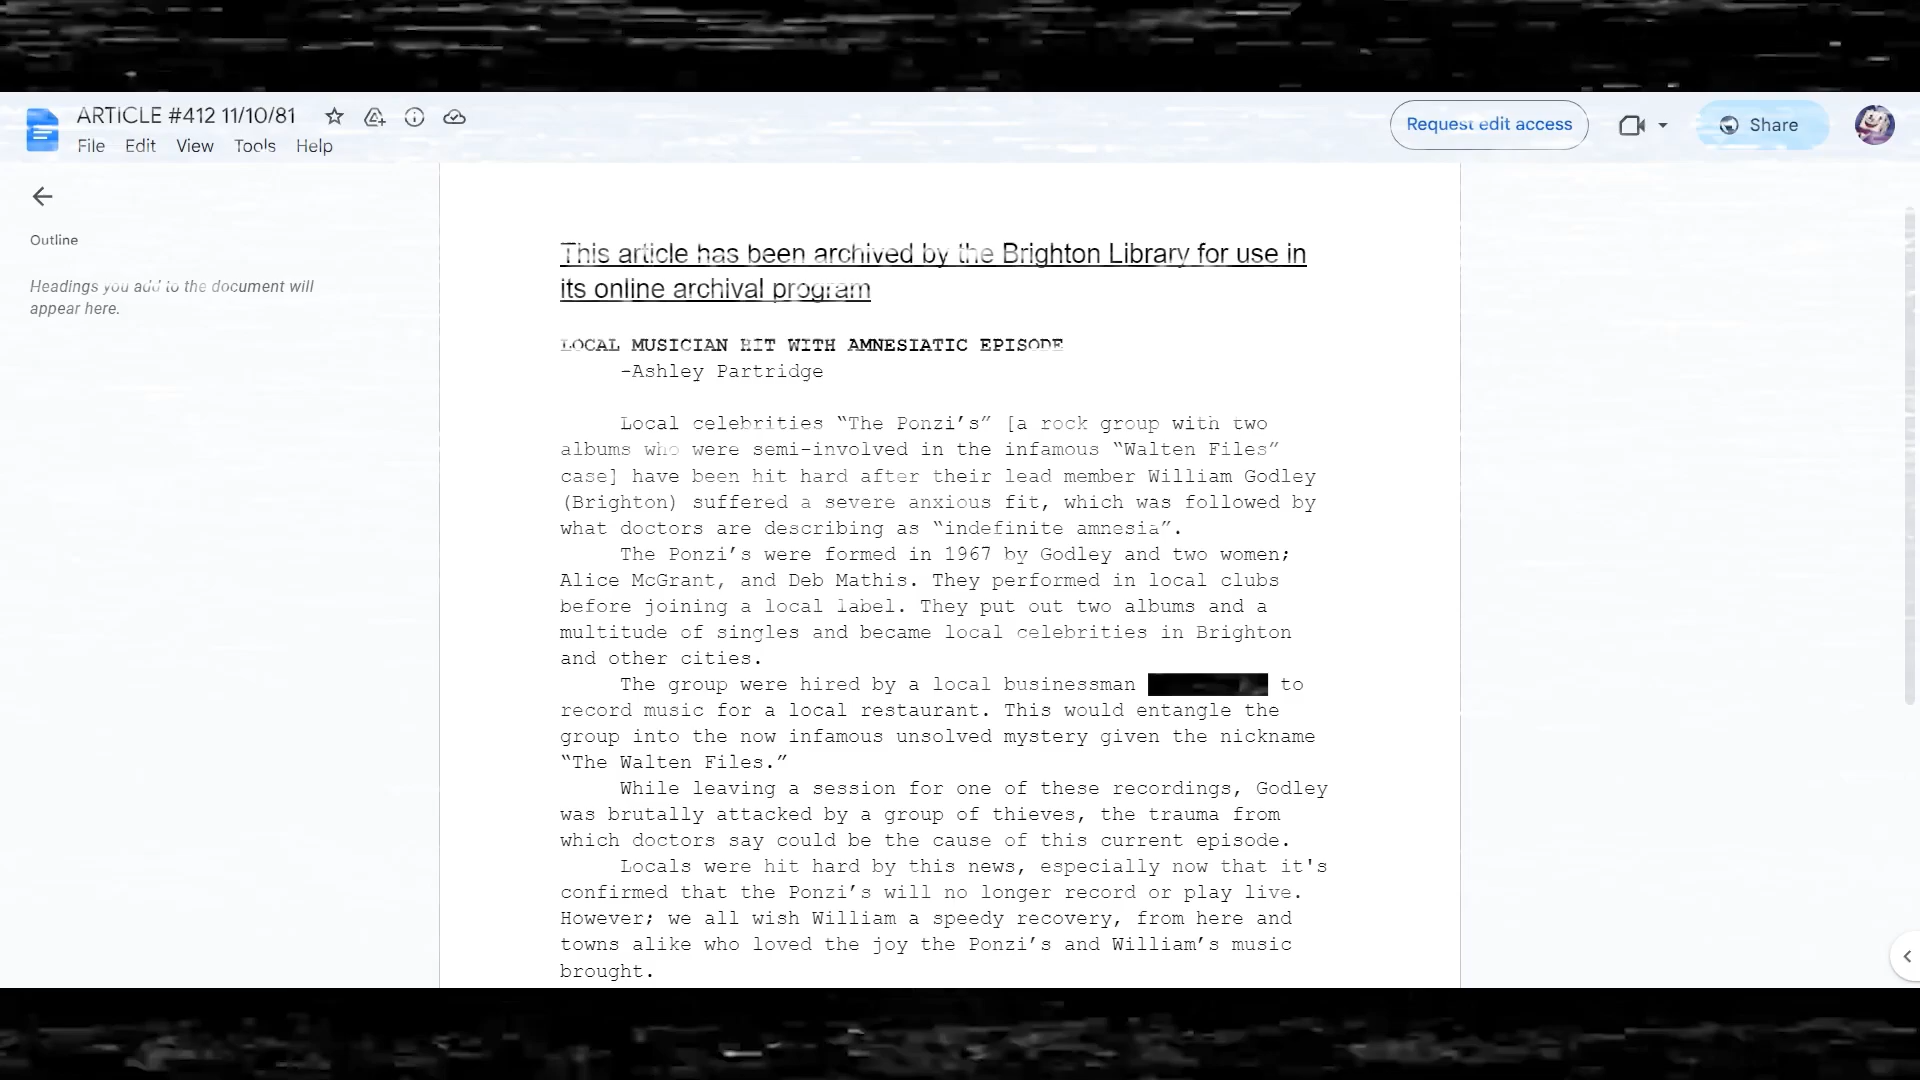 ARTICLE #412 11/10/81
File Edit View Tools Help
Request edit access
Share
Outline
Headings you add to the document will
appear here.
This article has been archived by the Brighton Library for use in
its online archival program
LOCAL MUSICIAN HIT WITH AMNESIATIC EPISODE
-Ashley Partridge
Local celebrities “The Ponzi’s” [a rock group with two
albums who were semi-involved in the infamous “Walten Files”
case] have been hit hard after their lead member William Godley
(Brighton) suffered a severe anxious fit, which was followed by
what doctors are describing as “indefinite amnesia”.
The Ponzi’s were formed in 1967 by Godley and two women;
Alice McGrant, and Deb Mathis. They performed in local clubs
before joining a local label. They put out two albums and a
multitude of singles and became local celebrities in Brighton
and other cities.
The group were hired by a local businessman to
record music for a local restaurant. This would entangle the
group into the now infamous unsolved mystery given the nickname
“The Walten Files.”
While leaving a session for one of these recordings, Godley
was brutally attacked by a group of thieves, the trauma from
which doctors say could be the cause of this current episode.
Locals were hit hard by this news, especially now that it's
confirmed that the Ponzi’s will no longer record or play live.
However; we all wish William a speedy recovery, from here and
towns alike who loved the joy the Ponzi’s and William’s music
brought.